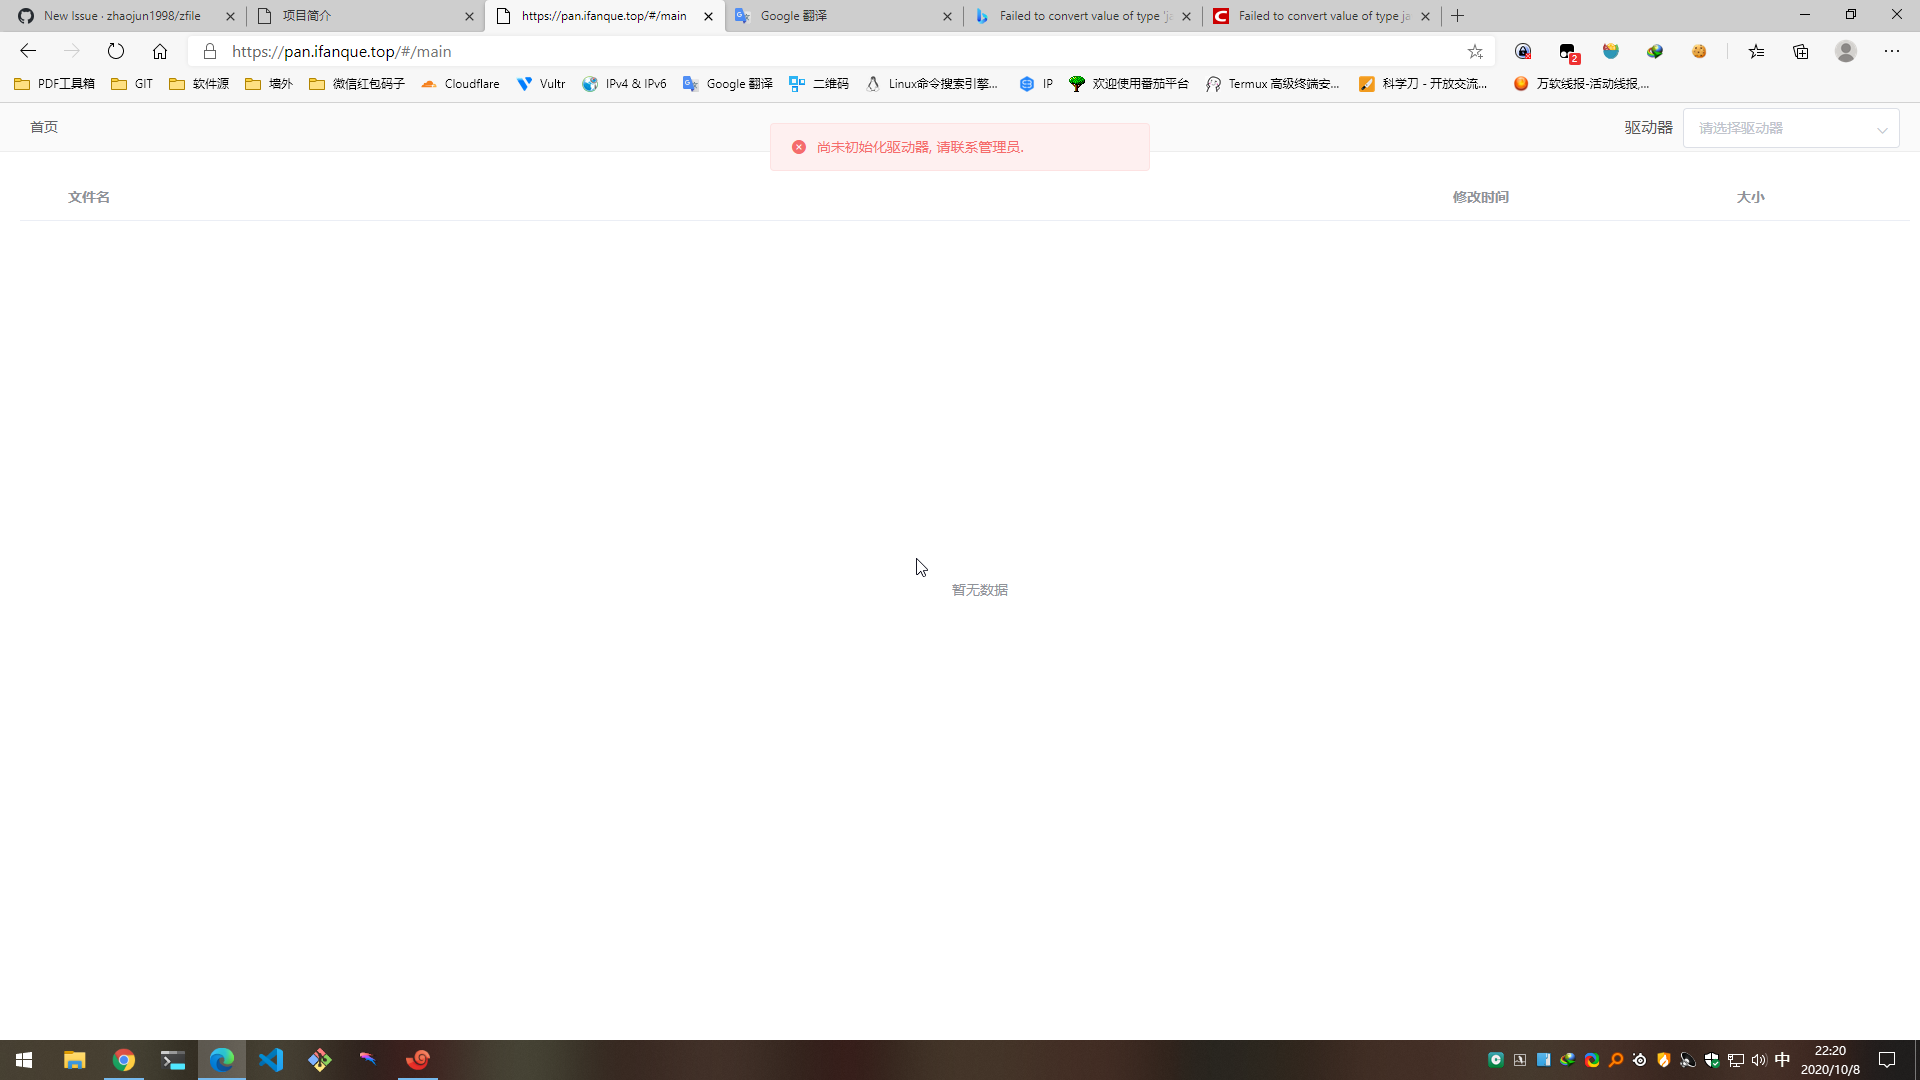 New Issue · zhaojun1998/zfile
项目简介
https://pan.ifanque.top/#/main
Google 翻译
Failed to convert value of type 'ja
Failed to convert value of type ja
https://pan.ifanque.top/#/main
2
PDF工具箱
GIT
软件源
墙外
微信红包码子
Cloudflare
Vultr
IPv4 & IPv6
Google 翻译
二维码
Linux命令搜索引擎...
IP
欢迎使用番茄平台
Termux 高级终端安...
科学刀 - 开放交流...
万软线报-活动线报,...
首页
尚未初始化驱动器, 请联系管理员.
驱动器
请选择驱动器
文件名
修改时间
大小
暂无数据
中
22:20
2020/10/8